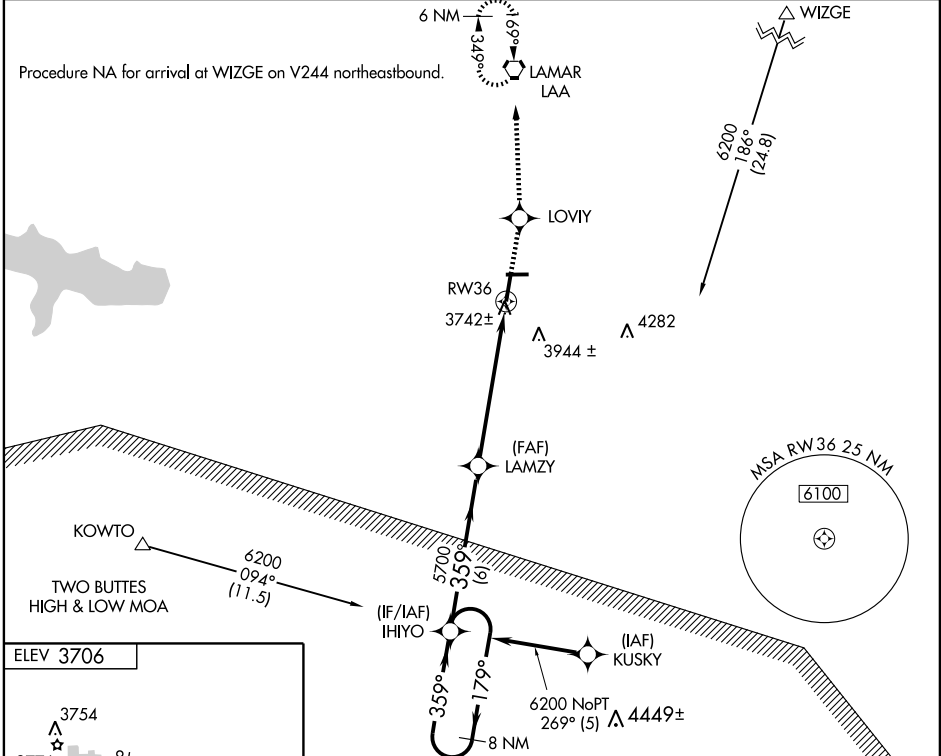 6 NM
349°
169°
WIZGE
Procedure NA for arrival at WIZGE on V244 northeastbound.
LAMAR
LAA
6200
186°
(24.8)
LOVIY
RW36
3742±
3944 ±
4282
(FAF)
LAMZY
MSA RW36 25 NM
6100
KOWTO
6200
094°
(11.5)
5700
359°
(6)
TWO BUTTES
HIGH & LOW MOA
(IF/IAF)
IHIYO
(IAF)
KUSKY
359°
179°
6200 NoPT
269° (5)
4449±
8 NM
ELEV 3706
3754